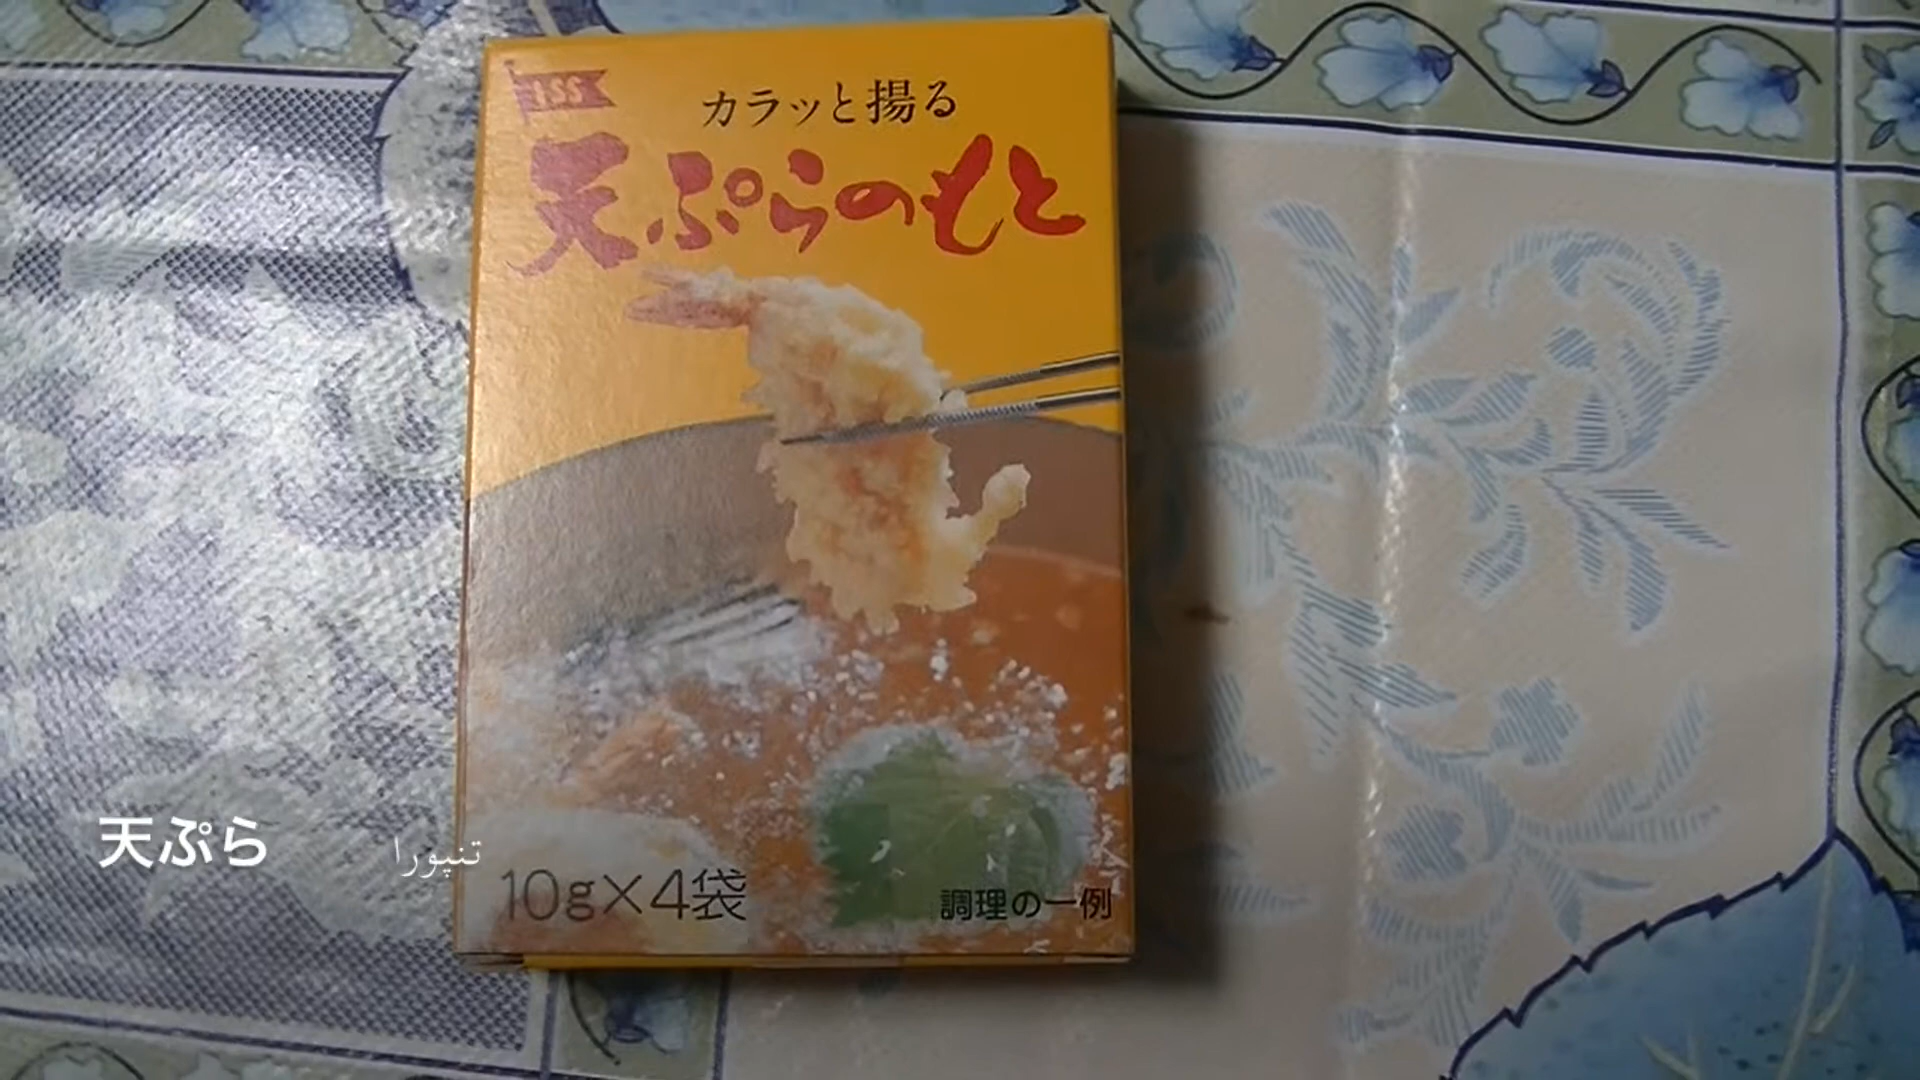 ISS
カラッと揚る
天ぷらのもと
天ぷら
تنپورا
10g×4袋
調理の一例